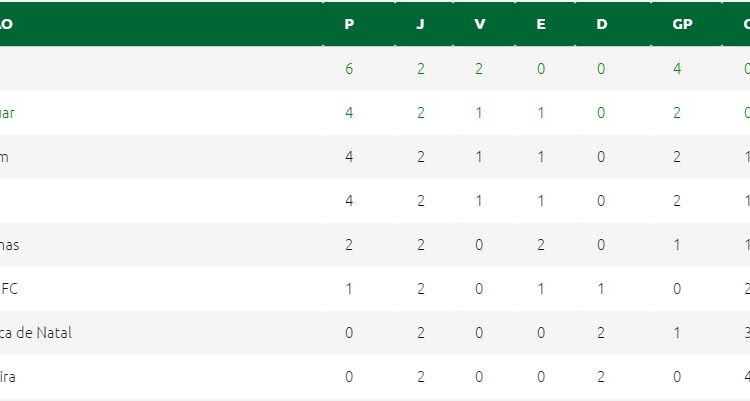 ÃO P J V E D GP
6 2 2 0 0 4 0
ar 4 2 1 1 0 2 0
m 4 2 1 1 0 2 1
4 2 1 1 0 2 1
nas 2 2 0 2 0 1 1
FC 1 2 0 1 1 0 2
ca de Natal 0 2 0 0 2 1 3
ira 0 2 0 0 2 0 4